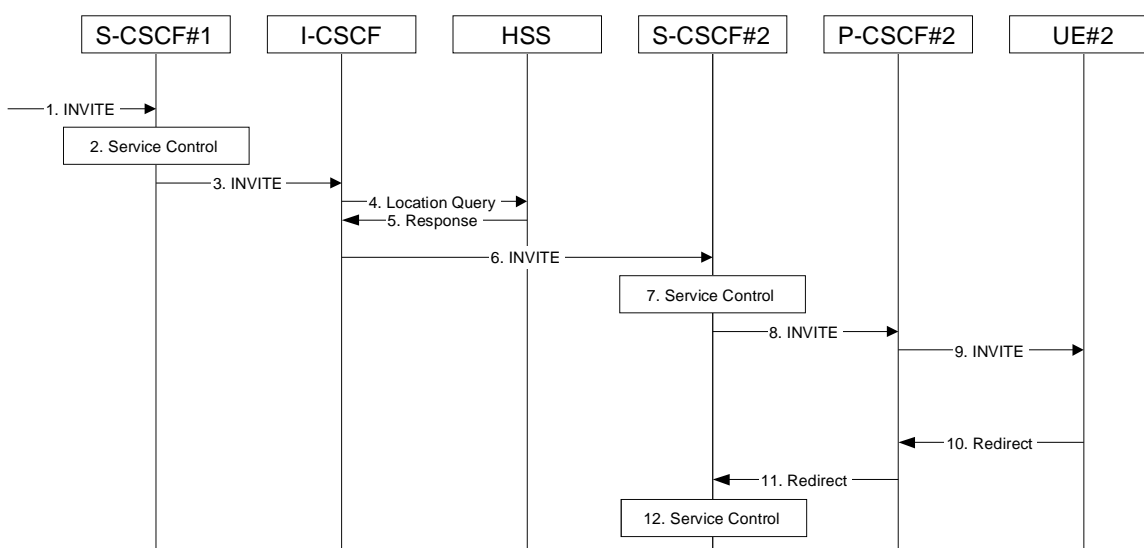 S-CSCF#1
I-CSCF
HSS
S-CSCF#2
P-CSCF#2
UE#2
1. INVITE
2. Service Control
3. INVITE
4. Location Query
5. Response
6. INVITE
7. Service Control
8. INVITE
9. INVITE
10. Redirect
11. Redirect
12. Service Control